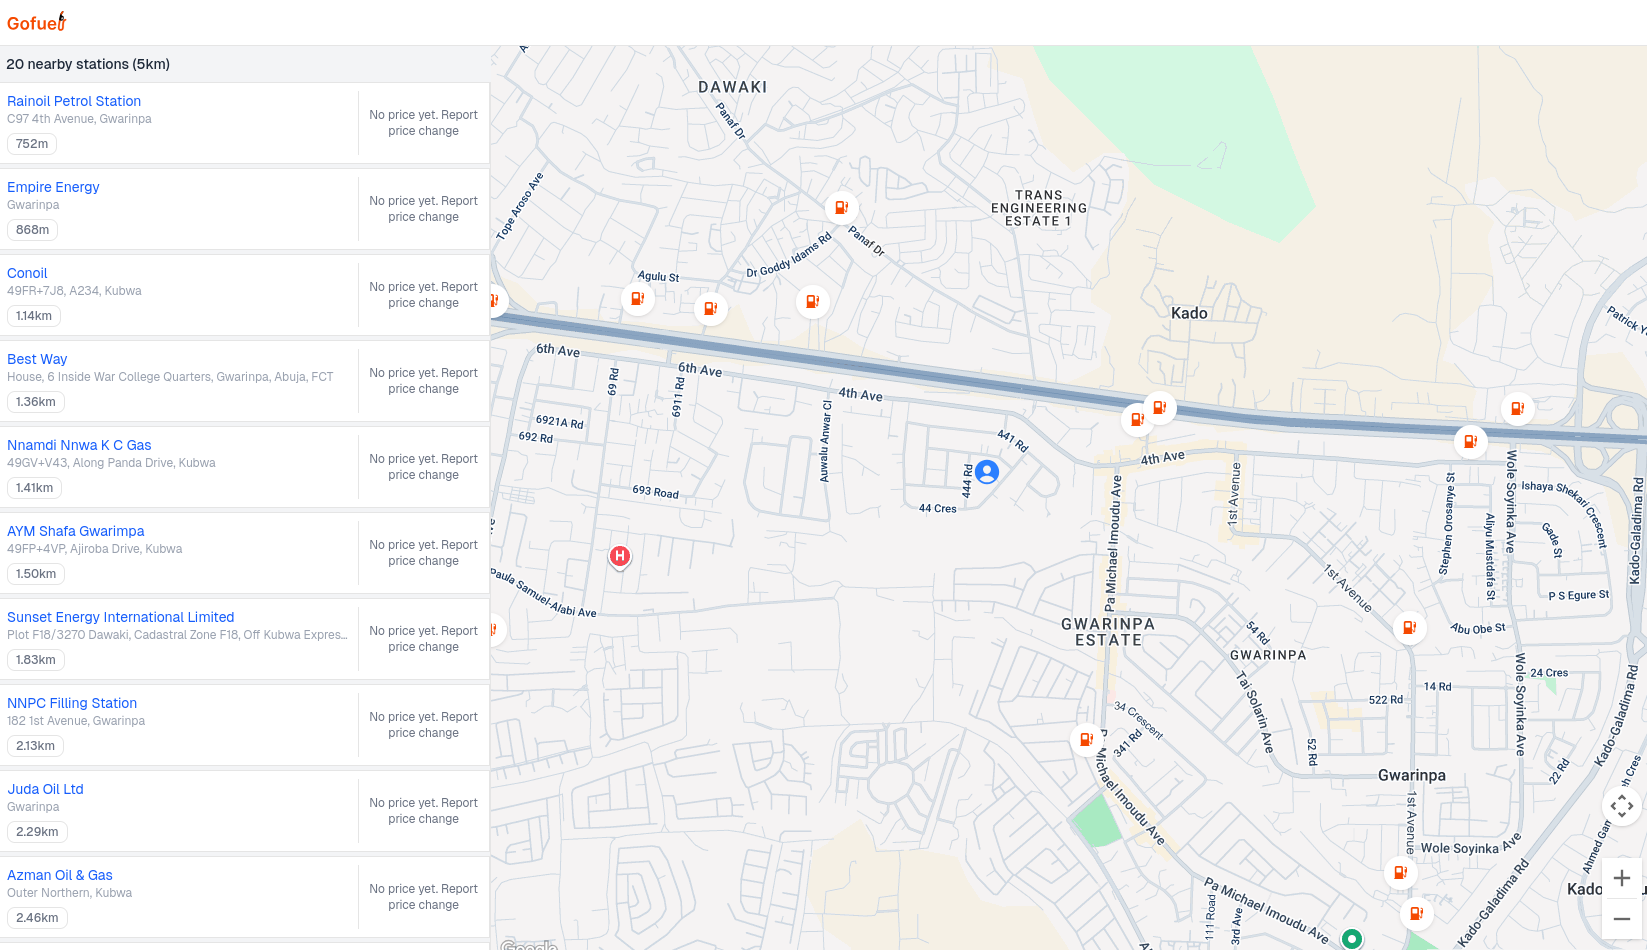 Gofuel
20 nearby stations (5km)
Rainoil Petrol Station
C97 4th Avenue, Gwarinpa
752m
No price yet. Report
price change
Empire Energy
Gwarinpa
868m
No price yet. Report
price change
Conoil
49FR+7J8, A234, Kubwa
1.14km
No price yet. Report
price change
Best Way
House, 6 Inside War College Quarters, Gwarinpa, Abuja, FCT
1.36km
No price yet. Report
price change
Nnamdi Nnwa K C Gas
49GV+V43, Along Panda Drive, Kubwa
1.41km
No price yet. Report
price change
AYM Shafa Gwarimpa
49FP+4VP, Ajiroba Drive, Kubwa
1.50km
No price yet. Report
price change
Sunset Energy International Limited
Plot F18/3270 Dawaki, Cadastral Zone F18, Off Kubwa Expres...
1.83km
No price yet. Report
price change
NNPC Filling Station
182 1st Avenue, Gwarinpa
2.13km
No price yet. Report
price change
Juda Oil Ltd
Gwarinpa
2.29km
No price yet. Report
price change
Azman Oil & Gas
Outer Northern, Kubwa
2.46km
No price yet. Report
price change
DAWAKI
Panaf Dr
Tope Aroso Ave
TRANS
ENGINEERING
ESTATE 1
Panaf Dr
Dr Goddy Idams Rd
Agulu St
Kado
6th Ave
6th Ave
4th Ave
69 Rd
6911 Rd
6921A Rd
692 Rd
Auwalu Anwar Cl
441 Rd
444 Rd
4th Ave
44 Cres
693 Road
H
Paula Samuel-Alabi Ave
Pa Michael Imoudu Ave
1st Avenue
Stephen Orosanye St
Wole Soyinka Ave
Ishaya Shekari Crescent
Aliyu Mustdafa St
Gade St
Kado-Galadima Rd
1st Avenue
P S Egure St
GWARINPA
ESTATE
54 Rd
GWARINPA
Abu Obe St
24 Cres
14 Rd
522 Rd
Tai Solarin Ave
Wole Soyinka Ave
Kado-Galadima Rd
34 Crescent
341 Rd
52 Rd
22 Rd
Gwarinpa
Pa Michael Imoudu Ave
1st Avenue
Wole Soyinka Ave
Kado
Pa Michael Imoudu Ave
111 Road
3rd Ave
Kado-Galadima Rd
Google